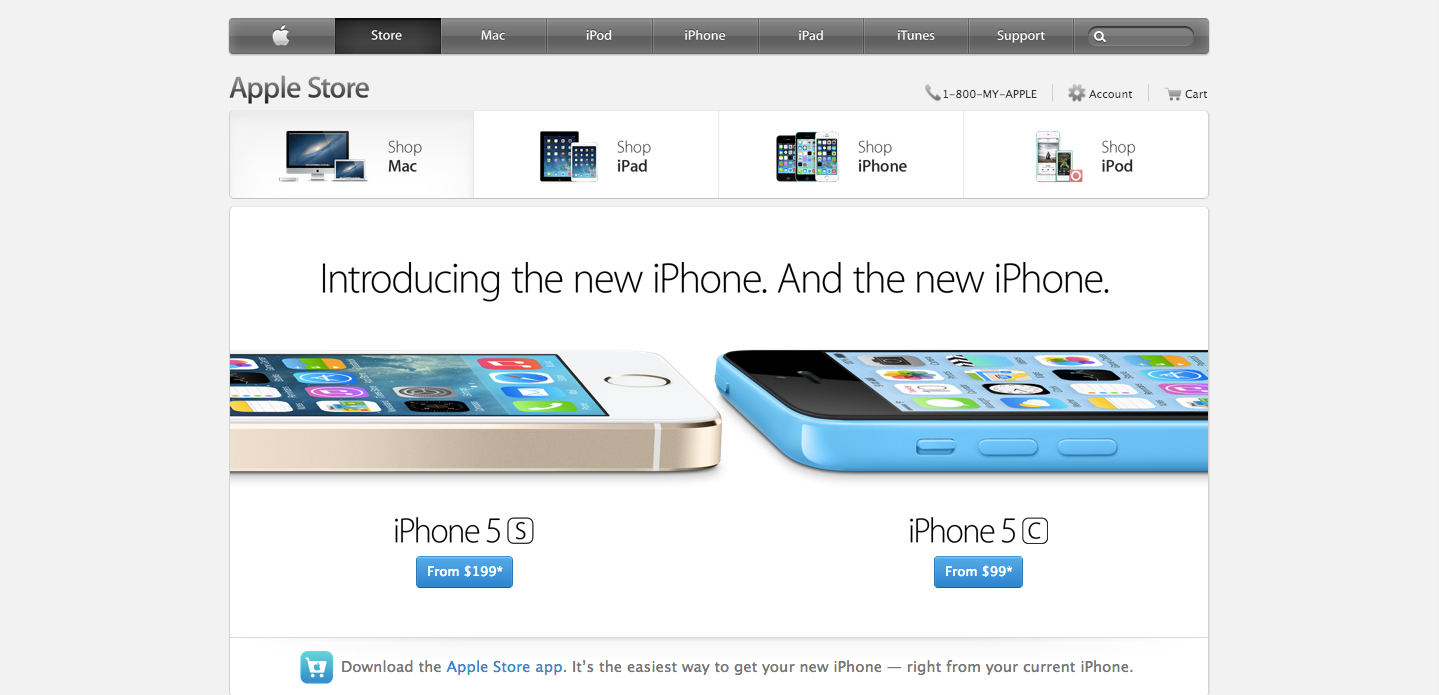 Store Mac iPod iPhone iPad iTunes Support
Apple Store
1-800-MY-APPLE Account Cart
Shop Mac
Shop iPad
Shop iPhone
Shop iPod
Introducing the new iPhone. And the new iPhone.
iPhone 5 S
From $199*
iPhone 5 C
From $99*
Download the Apple Store app. It's the easiest way to get your new iPhone — right from your current iPhone.